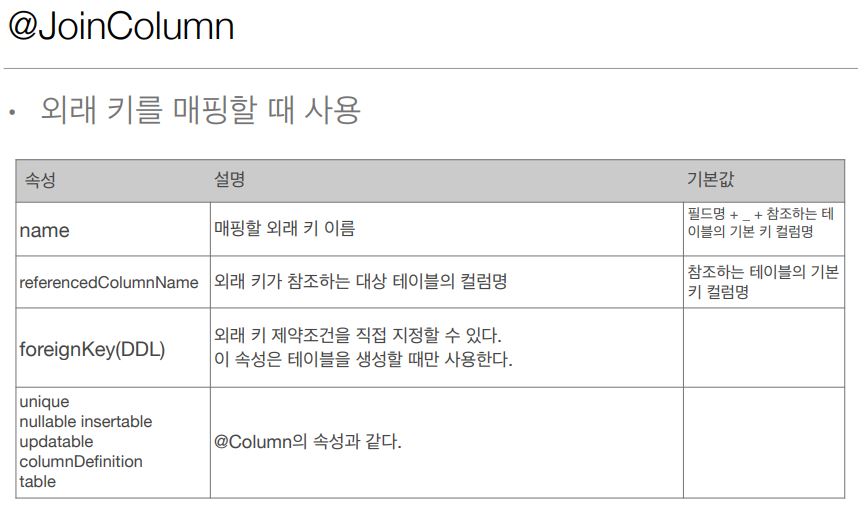 @JoinColumn
• 외래 키를 매핑할 때 사용
속성 설명 기본값
name 매핑할 외래 키 이름 필드명 + _ + 참조하는 테
이블의 기본 키 컬럼명
referencedColumnName 외래 키가 참조하는 대상 테이블의 컬럼명 참조하는 테이블의 기본
키 컬럼명
foreignKey(DDL) 외래 키 제약조건을 직접 지정할 수 있다.
이 속성은 테이블을 생성할 때만 사용한다.
unique
nullable insertable
updatable
columnDefinition
table
@Column의 속성과 같다.